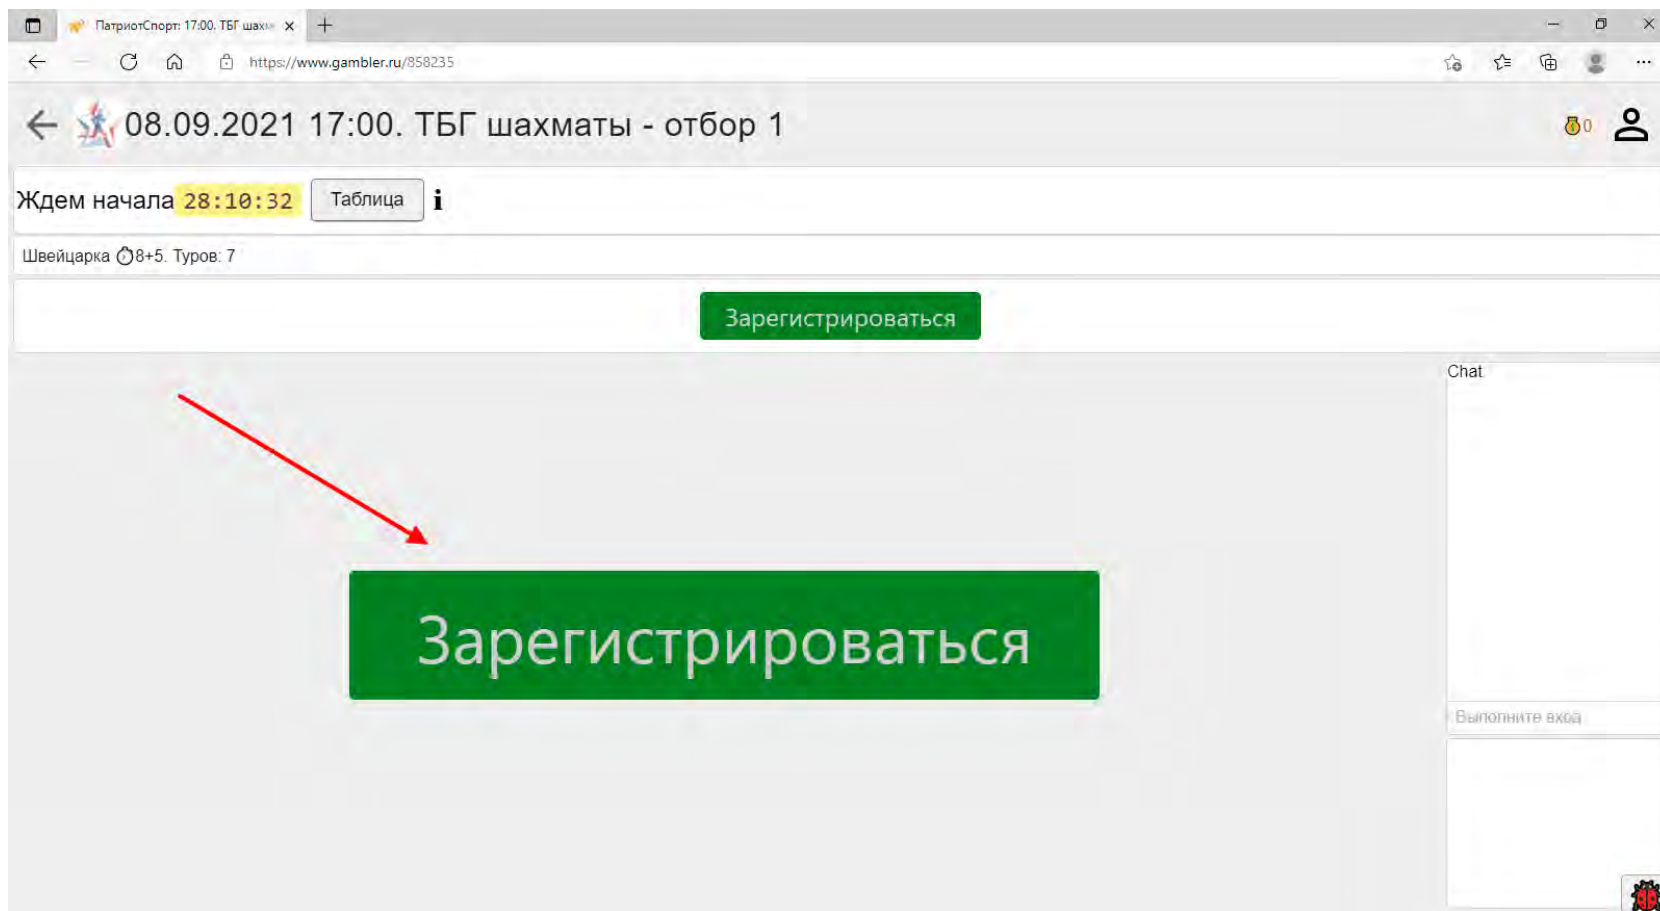 ПатриотСпорт: 17:00. ТБГ шахм
https://www.gambler.ru/858235
08.09.2021 17:00. ТБГ шахматы - отбор 1
0
Ждем начала 28:10:32 Таблица i
Швейцарка 8+5. Туров: 7
Зарегистрироваться
Chat
Зарегистрироваться
Выполните вход